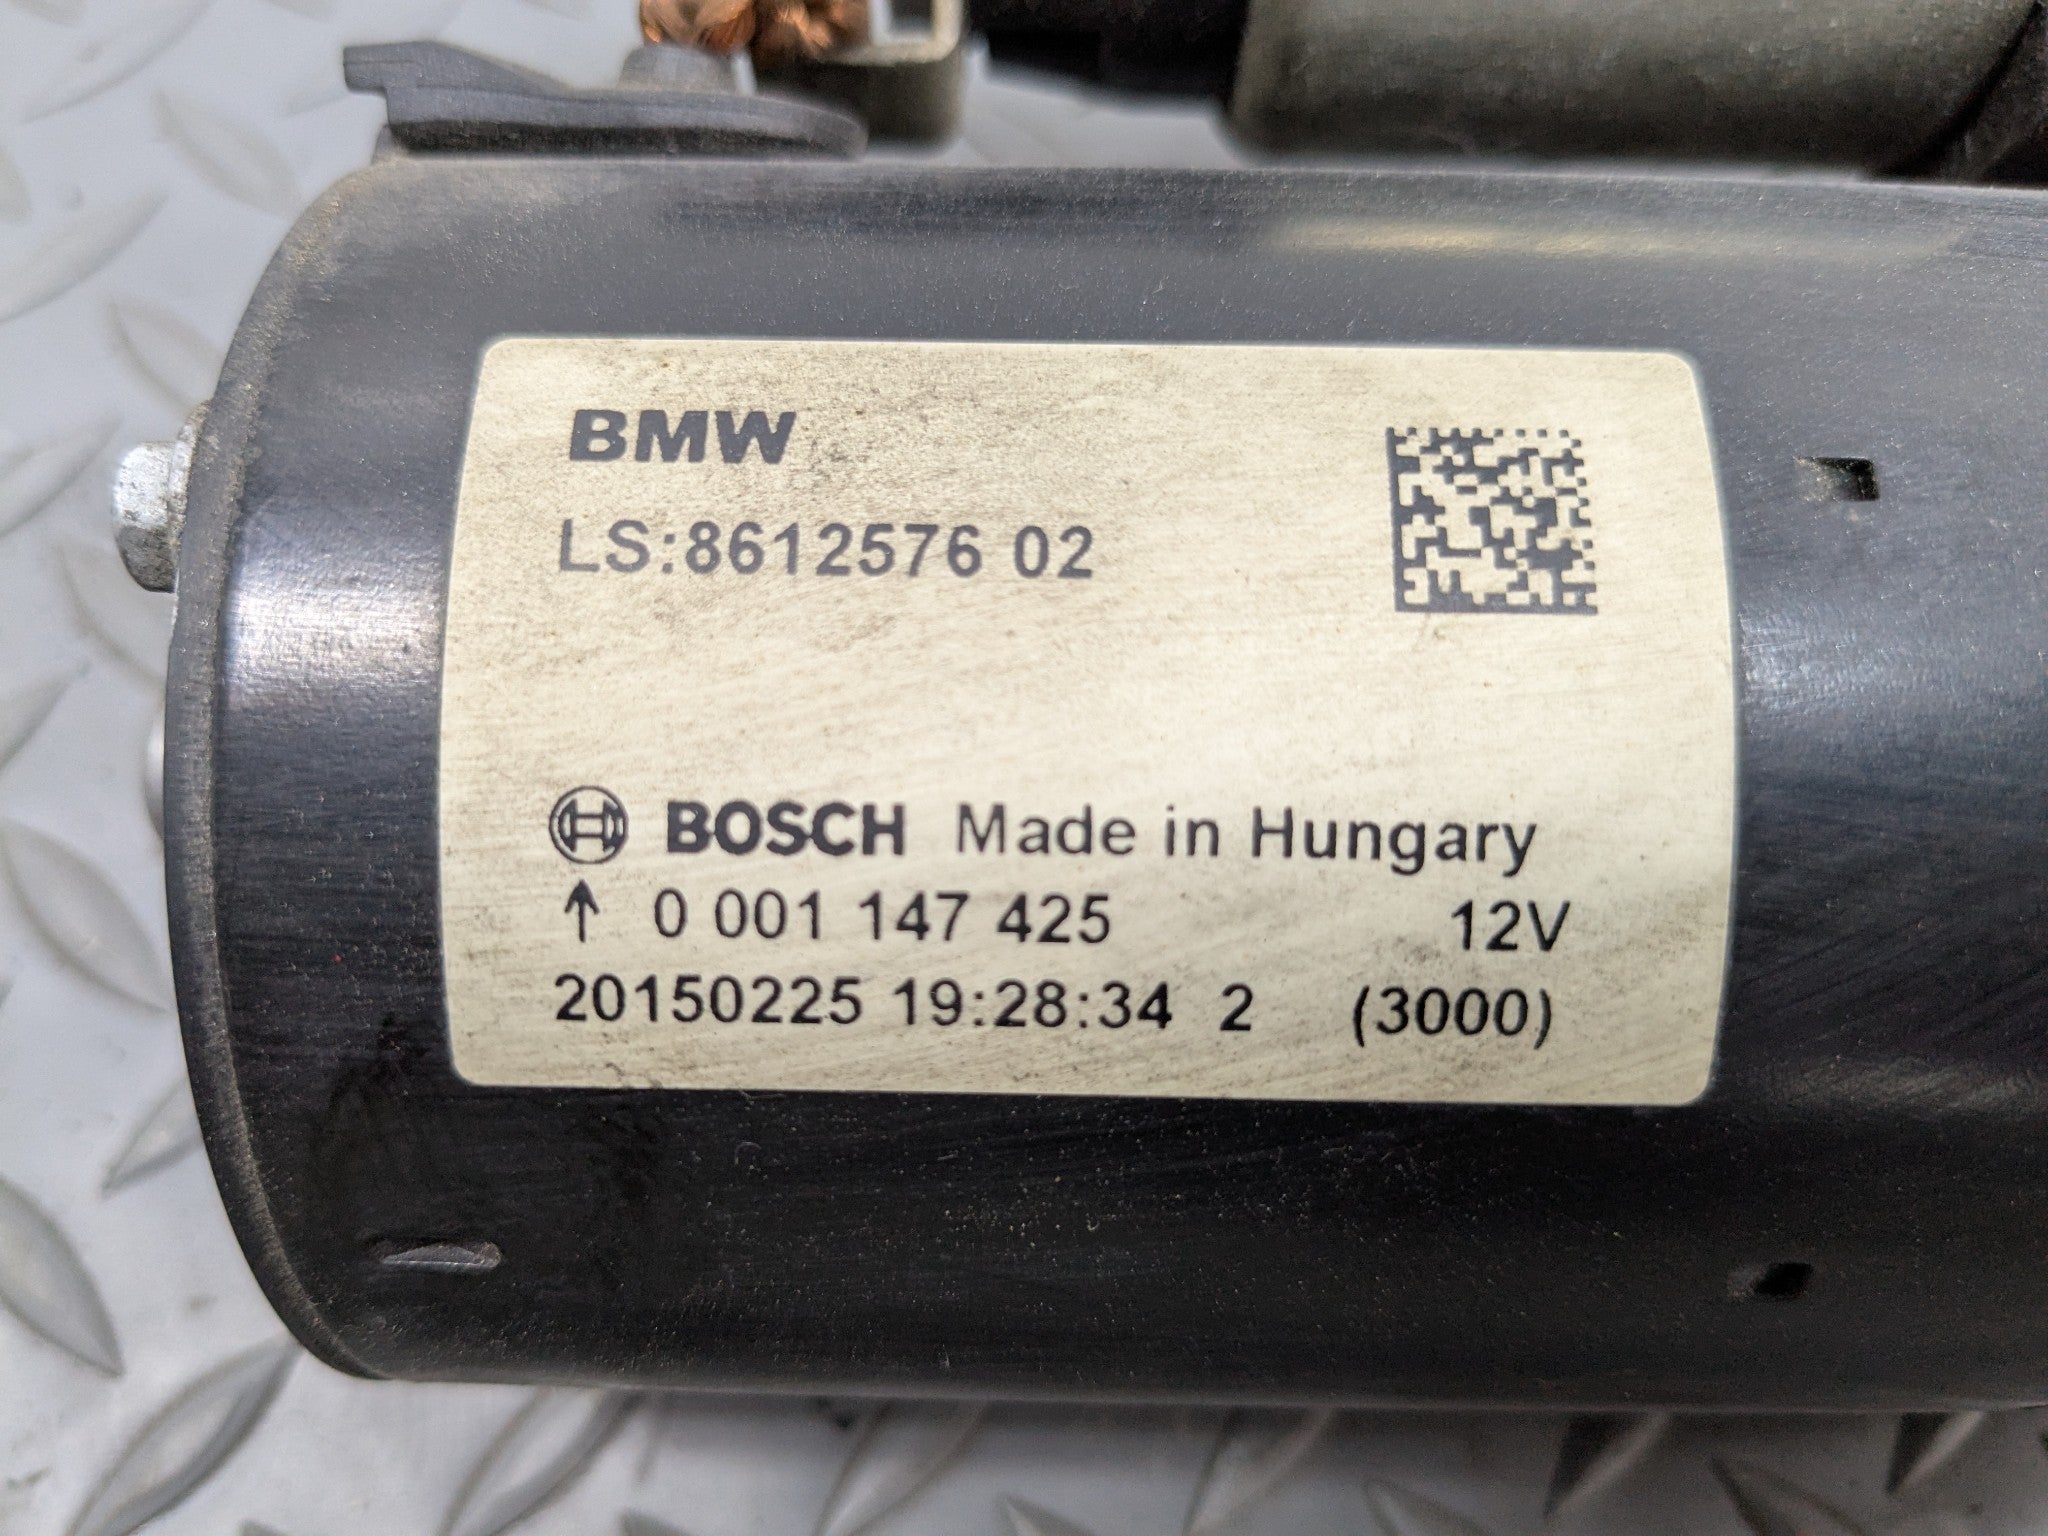 BMW
LS:8612576 02
BOSCH Made in Hungary
↑ 0 001 147 425 12V
20150225 19:28:34 2 (3000)